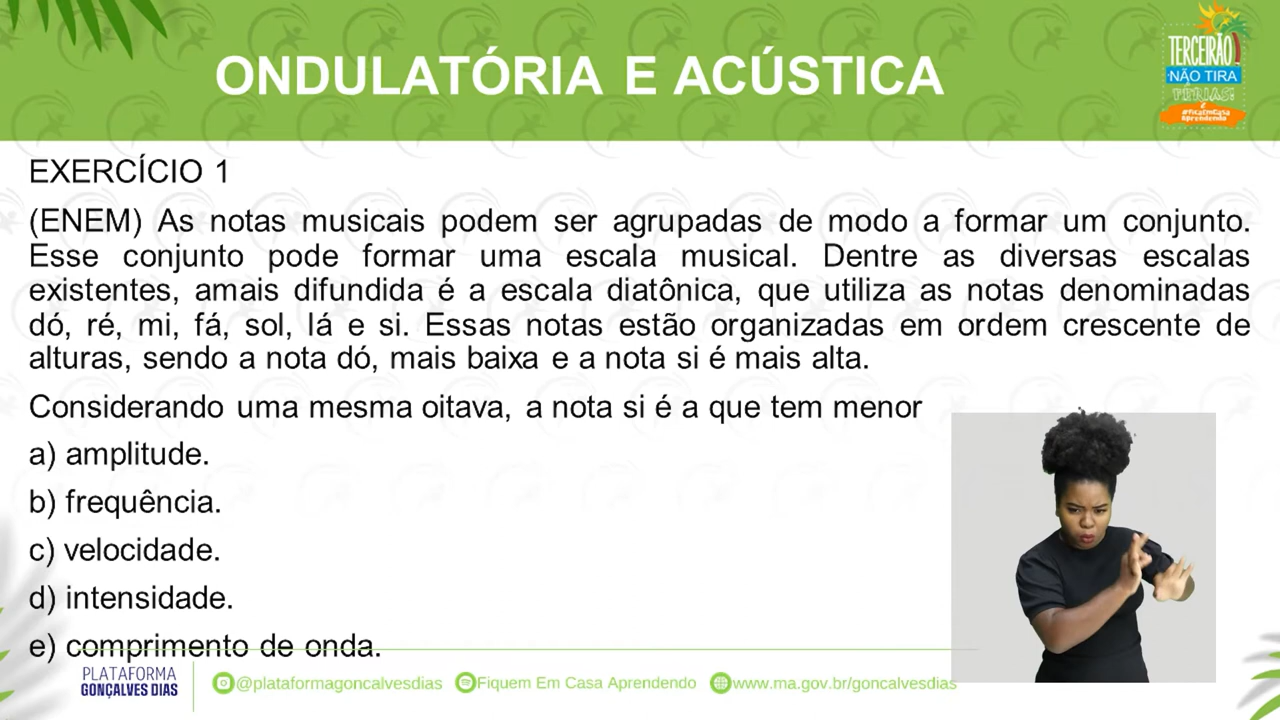 ONDULATÓRIA E ACÚSTICA
TERCEIRÃO!
NÃO TIRA
FÉRIAS!
é
#FicaEmCasa
Aprendendo
EXERCÍCIO 1
(ENEM) As notas musicais podem ser agrupadas de modo a formar um conjunto.
Esse conjunto pode formar uma escala musical. Dentre as diversas escalas
existentes, amais difundida é a escala diatônica, que utiliza as notas denominadas
dó, ré, mi, fá, sol, lá e si. Essas notas estão organizadas em ordem crescente de
alturas, sendo a nota dó, mais baixa e a nota si é mais alta.
Considerando uma mesma oitava, a nota si é a que tem menor
a) amplitude.
b) frequência.
c) velocidade.
d) intensidade.
e) comprimento de onda.
PLATAFORMA
GONÇALVES DIAS
@plataformagoncalvesdias Fiquem Em Casa Aprendendo www.ma.gov.br/goncalvesdias